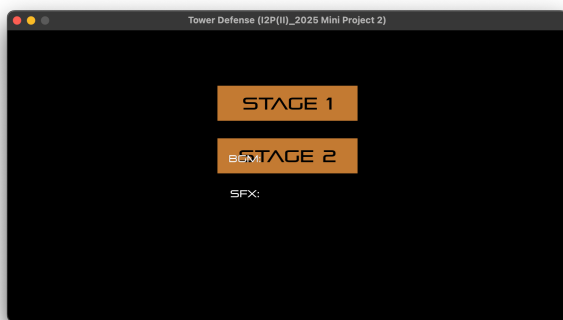 Tower Defense (I2P(II)_2025 Mini Project 2)
STAGE 1
STAGE 2
BGM:
SFX: